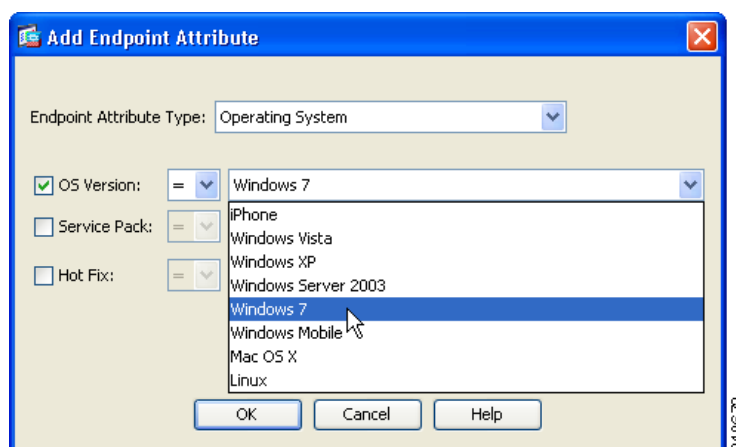 Add Endpoint Attribute
Endpoint Attribute Type: Operating System
OS Version: = Windows 7
Service Pack: =
Hot Fix: =
iPhone
Windows Vista
Windows XP
Windows Server 2003
Windows 7
Windows Mobile
Mac OS X
Linux
OK Cancel Help